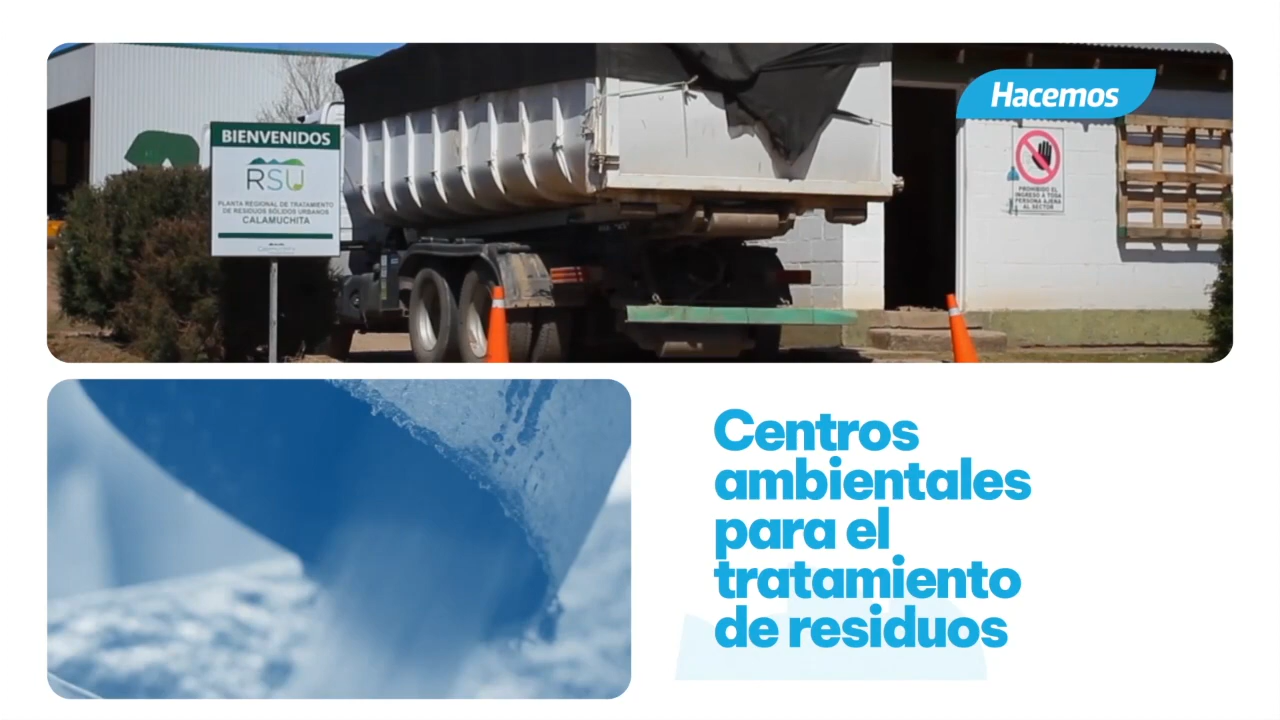 Hacemos
BIENVENIDOS
RSU
PLANTA REGIONAL DE TRATAMIENTO
DE RESIDUOS SÓLIDOS URBANOS
CALAMUCHITA
PROHIBIDO EL
INGRESO A TODA
PERSONA AJENA
AL SECTOR
Centros
ambientales
para el
tratamiento
de residuos